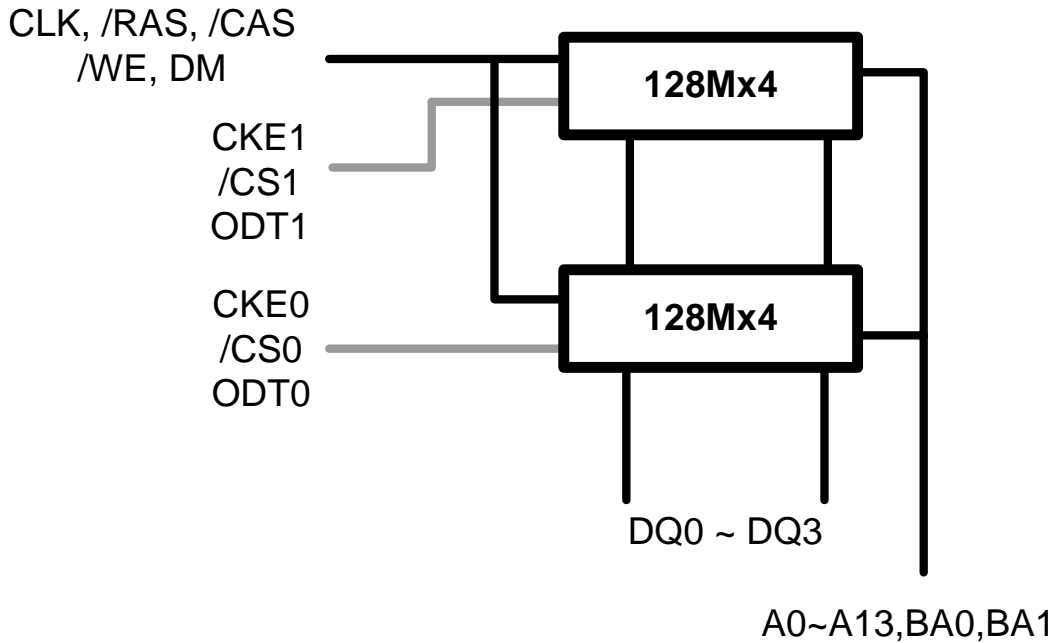 CLK, /RAS, /CAS
/WE, DM
128Mx4
CKE1
/CS1
ODT1
CKE0
/CS0
ODT0
128Mx4
DQ0 ~ DQ3
A0~A13,BA0,BA1